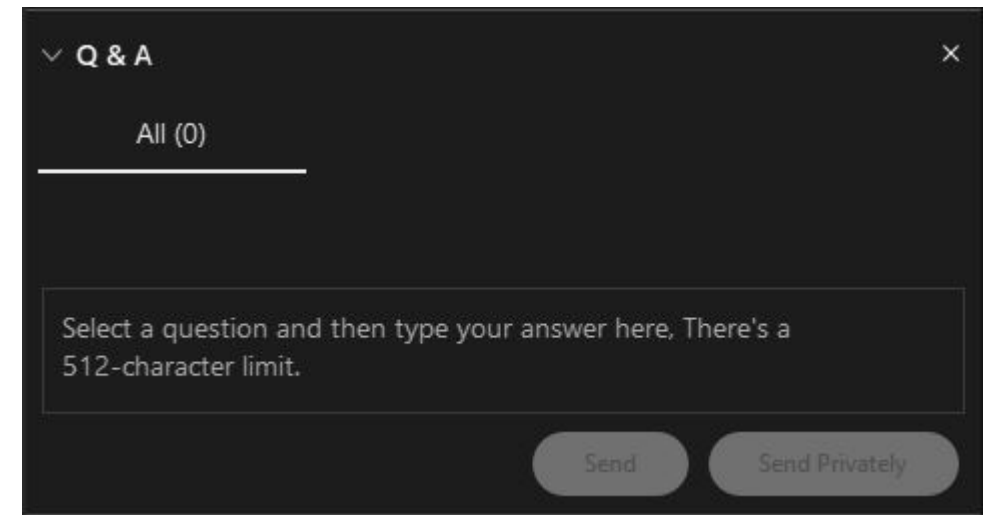 Q & A
All (0)
Select a question and then type your answer here, There's a
512-character limit.
Send
Send Privately